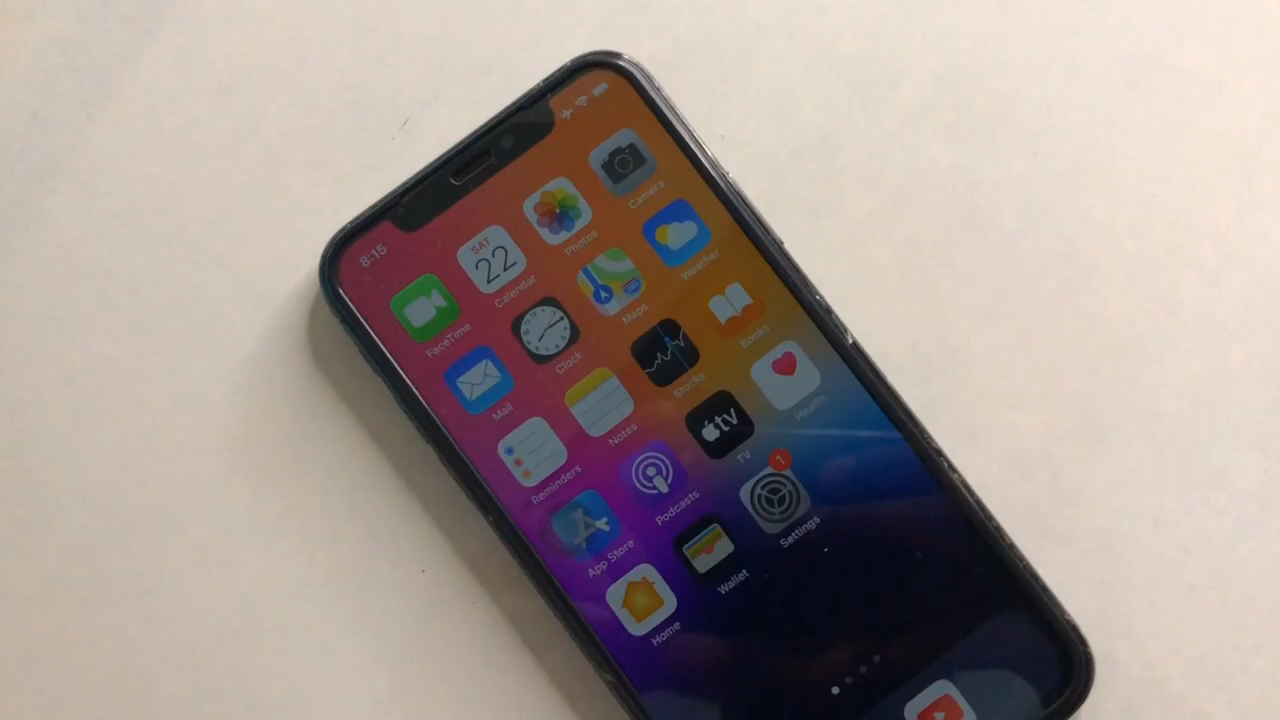 8:15
FaceTime
SAT
22
Calendar
Photos
Camera
Mail
Clock
Maps
Weather
Reminders
Notes
Stocks
Books
App Store
Podcasts
tv
TV
Health
Home
Wallet
1
Settings